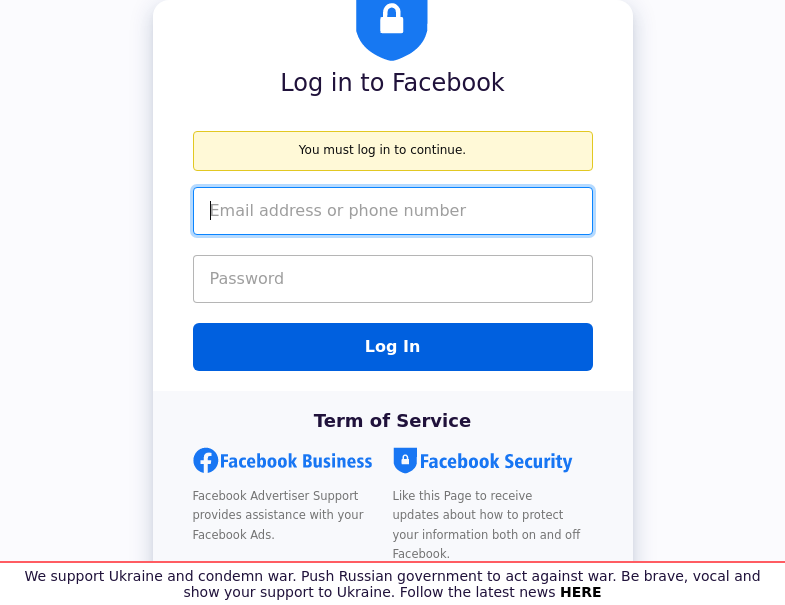 Log in to Facebook
You must log in to continue.
Email address or phone number
Password
Log In
Term of Service
Facebook Business
Facebook Advertiser Support
provides assistance with your
Facebook Ads.
Facebook Security
Like this Page to receive
updates about how to protect
your information both on and off
Facebook.
We support Ukraine and condemn war. Push Russian government to act against war. Be brave, vocal and
show your support to Ukraine. Follow the latest news HERE